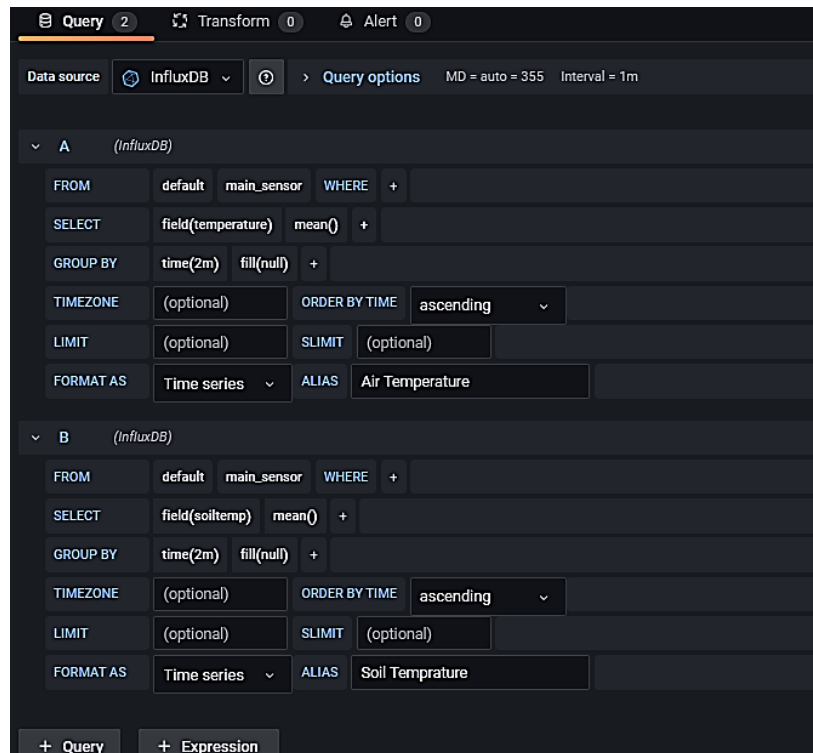 Query 2 Transform 0 Alert 0
Data source InfluxDB Query options MD = auto = 355 Interval = 1m
A (InfluxDB)
FROM default main_sensor WHERE +
SELECT field(temperature) mean() +
GROUP BY time(2m) fill(null) +
TIMEZONE (optional) ORDER BY TIME ascending
LIMIT (optional) SLIMIT (optional)
FORMAT AS Time series ALIAS Air Temperature
B (InfluxDB)
FROM default main_sensor WHERE +
SELECT field(soiltemp) mean() +
GROUP BY time(2m) fill(null) +
TIMEZONE (optional) ORDER BY TIME ascending
LIMIT (optional) SLIMIT (optional)
FORMAT AS Time series ALIAS Soil Temprature
+ Query + Expression